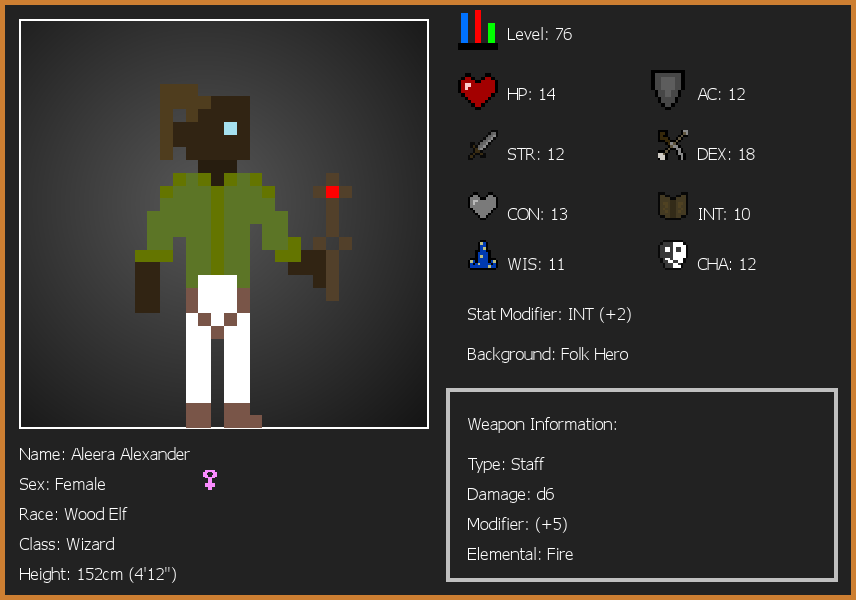 Level: 76
HP: 14
AC: 12
STR: 12
DEX: 18
CON: 13
INT: 10
WIS: 11
CHA: 12
Stat Modifier: INT (+2)
Background: Folk Hero
Weapon Information:
Type: Staff
Damage: d6
Modifier: (+5)
Elemental: Fire
Name: Aleera Alexander
Sex: Female
Race: Wood Elf
Class: Wizard
Height: 152cm (4'12")